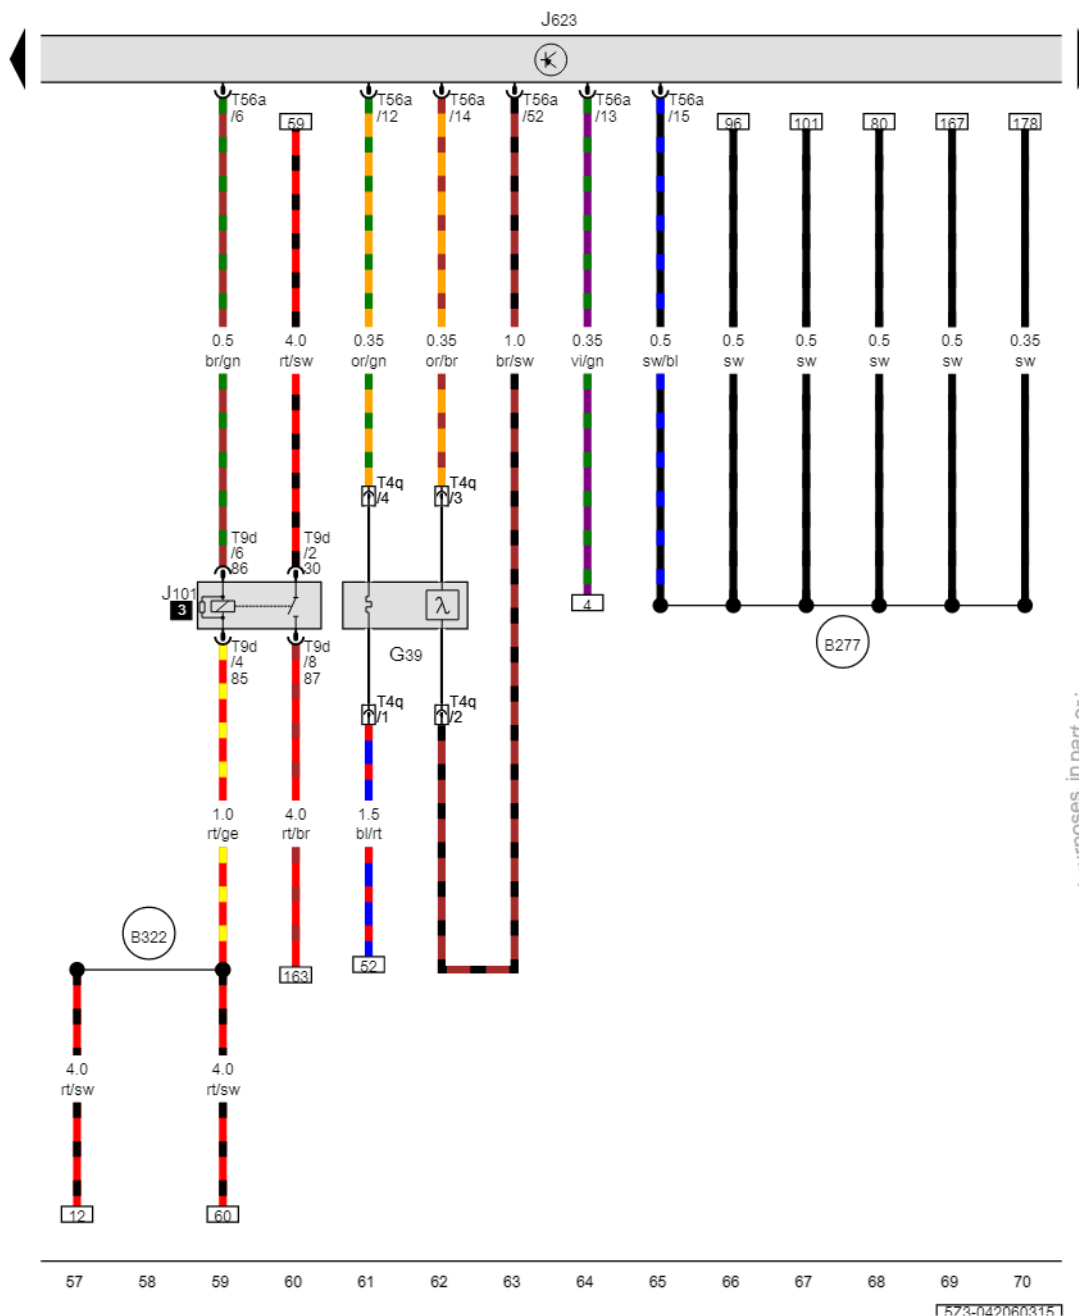 J623
T56a
/6
T56a
/12
T56a
/14
T56a
/52
T56a
/13
T56a
/15
59
96
101
80
167
178
0.5
br/gn
4.0
rt/sw
0.35
or/gn
0.35
or/br
1.0
br/sw
0.35
vi/gn
0.5
sw/bl
0.5
sw
0.5
sw
0.5
sw
0.5
sw
0.35
sw
T4q
/4
T4q
/3
T9d
/6
86
T9d
/2
30
J101
3
λ
4
B277
T9d
/4
85
T9d
/8
87
G39
T4q
/1
T4q
/2
1.0
rt/ge
4.0
rt/br
1.5
bl/rt
B322
163
52
4.0
rt/sw
4.0
rt/sw
12
60
57 58 59 60 61 62 63 64 65 66 67 68 69 70
5Z3-042060315